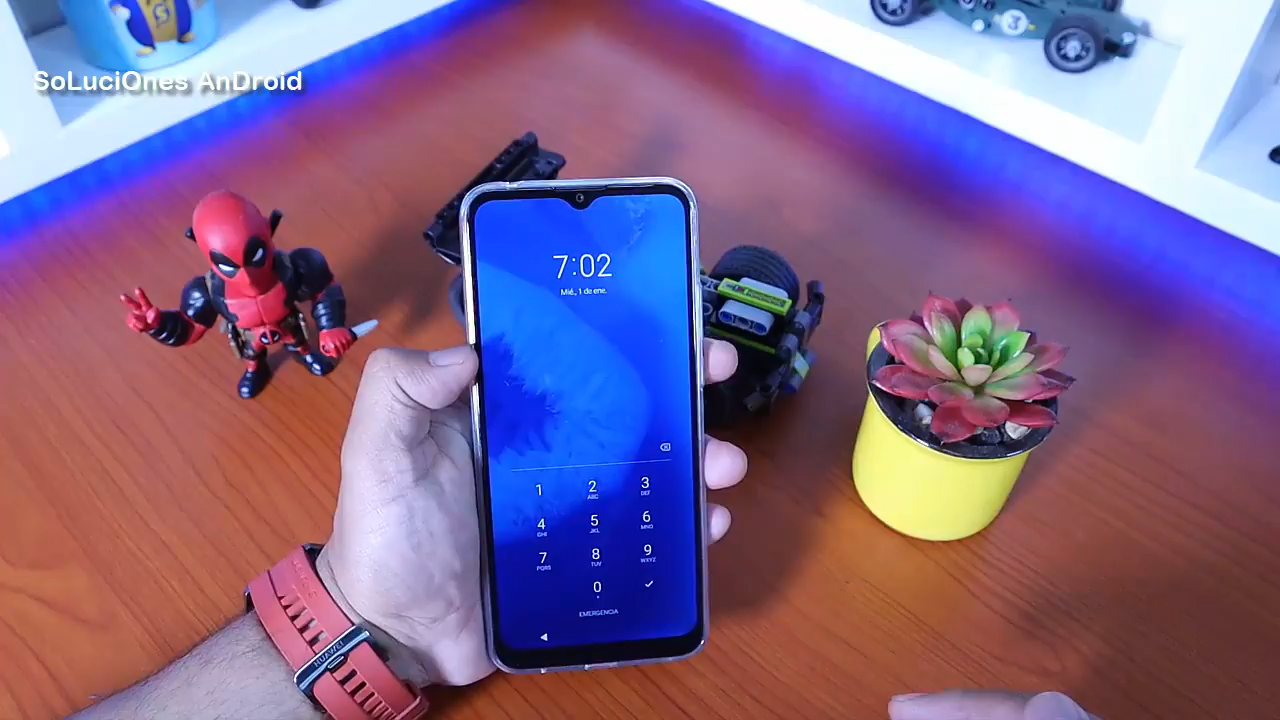 SoLuciOnes AnDroid
3
7:02
Mié., 1 de ene.
1
2 ABC
3 DEF
4 GHI
5 JKL
6 MNO
7 PQRS
8 TUV
9 WXYZ
0
EMERGENCIA
HUAWEI